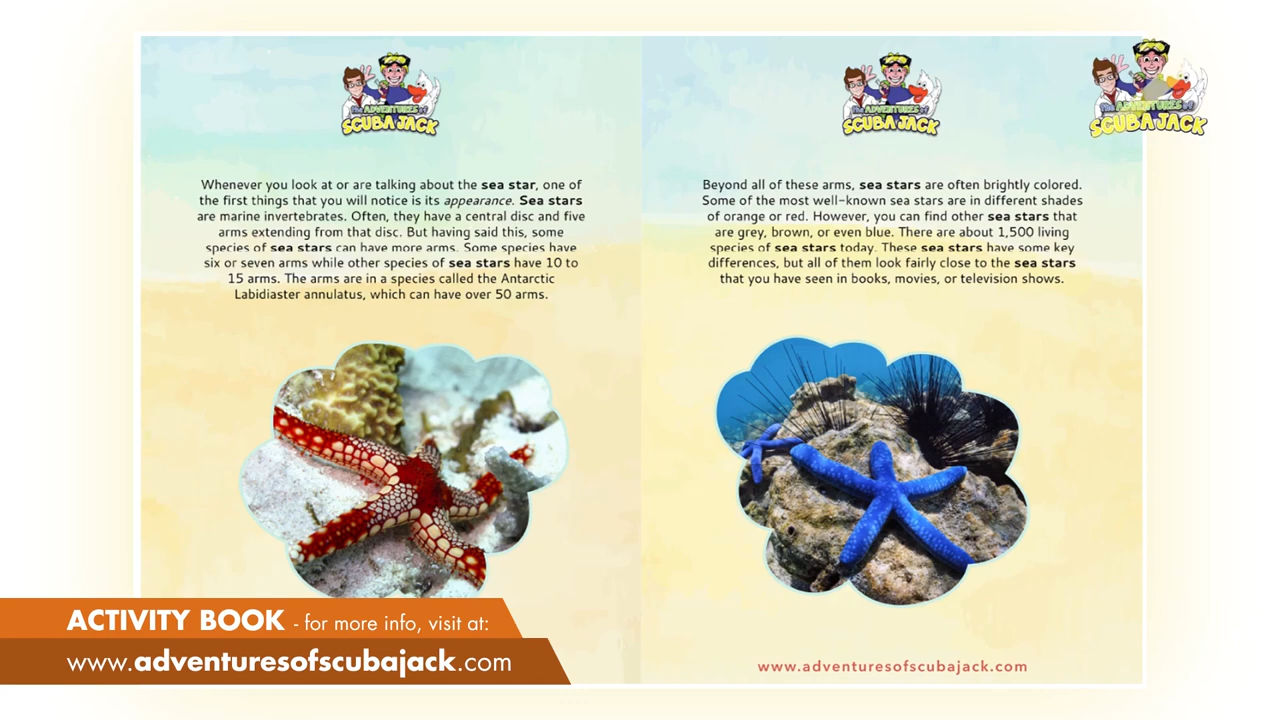 The ADVENTURES OF
SCUBA JACK
Whenever you look at or are talking about the sea star, one of
the first things that you will notice is its appearance. Sea stars
are marine invertebrates. Often, they have a central disc and five
arms extending from that disc. But having said this, some
species of sea stars can have more arms. Some species have
six or seven arms while other species of sea stars have 10 to
15 arms. The arms are in a species called the Antarctic
Labidiaster annulatus, which can have over 50 arms.
The ADVENTURES OF
SCUBA JACK
Beyond all of these arms, sea stars are often brightly colored.
Some of the most well-known sea stars are in different shades
of orange or red. However, you can find other sea stars that
are grey, brown, or even blue. There are about 1,500 living
species of sea stars today. These sea stars have some key
differences, but all of them look fairly close to the sea stars
that you have seen in books, movies, or television shows.
The ADVENTURES OF
SCUBA JACK
ACTIVITY BOOK - for more info, visit at:
www.adventuresofscubajack.com
www.adventuresofscubajack.com